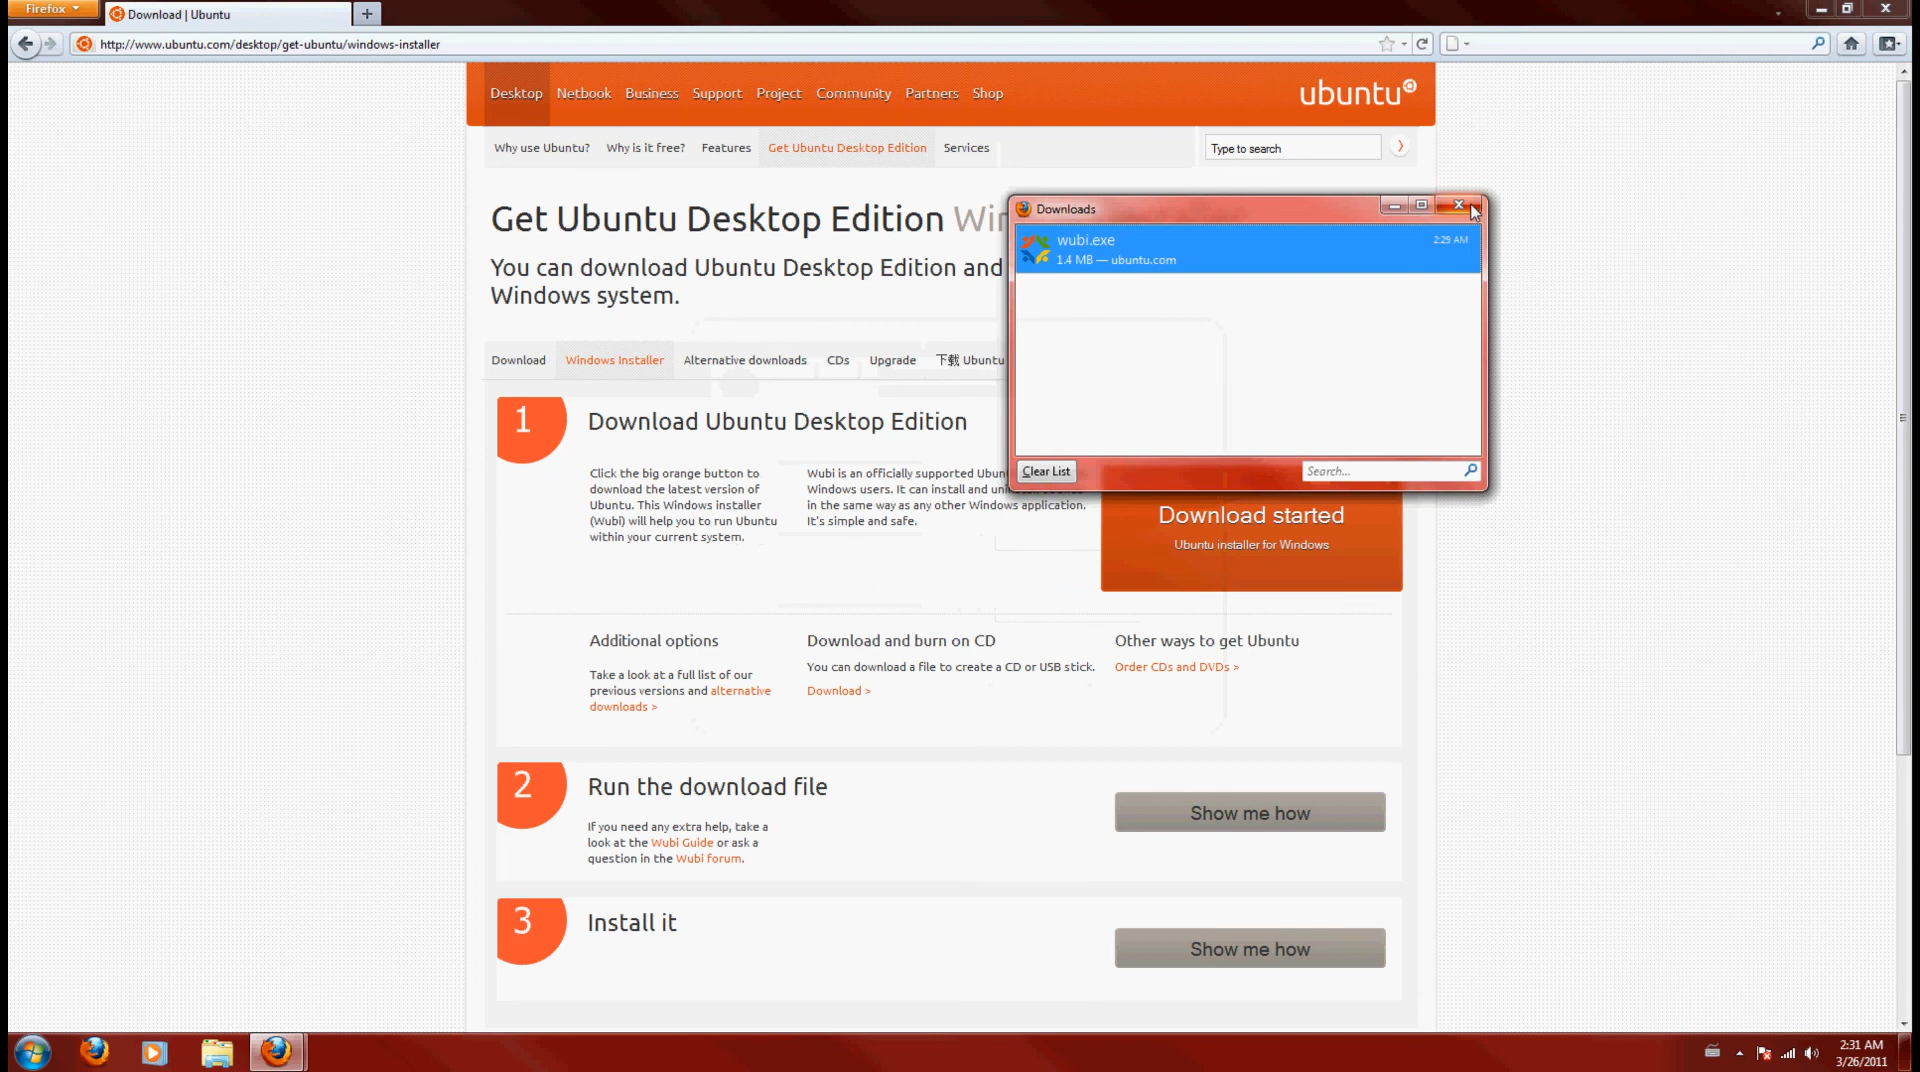 Firefox
Download | Ubuntu
http://www.ubuntu.com/desktop/get-ubuntu/windows-installer
Desktop Netbook Business Support Project Community Partners Shop
ubuntu
Why use Ubuntu? Why is it free? Features Get Ubuntu Desktop Edition Services
Type to search
Get Ubuntu Desktop Edition
You can download Ubuntu Desktop Edition and
Windows system.
Downloads
wubi.exe
2:29 AM
1.4 MB — ubuntu.com
Clear List
Search...
Download Windows Installer Alternative downloads CDs Upgrade 下载 Ubuntu
1
Download Ubuntu Desktop Edition
Click the big orange button to
download the latest version of
Ubuntu. This Windows installer
(Wubi) will help you to run Ubuntu
within your current system.
Wubi is an officially supported
Windows users. It can install and
in the same way as any other Windows application.
It's simple and safe.
Download started
Ubuntu installer for Windows
Additional options
Take a look at a full list of our
previous versions and alternative
downloads >
Download and burn on CD
You can download a file to create a CD or USB stick.
Download >
Other ways to get Ubuntu
Order CDs and DVDs >
2
Run the download file
If you need any extra help, take a
look at the Wubi Guide or ask a
question in the Wubi forum.
Show me how
3
Install it
Show me how
2:31 AM
3/26/2011